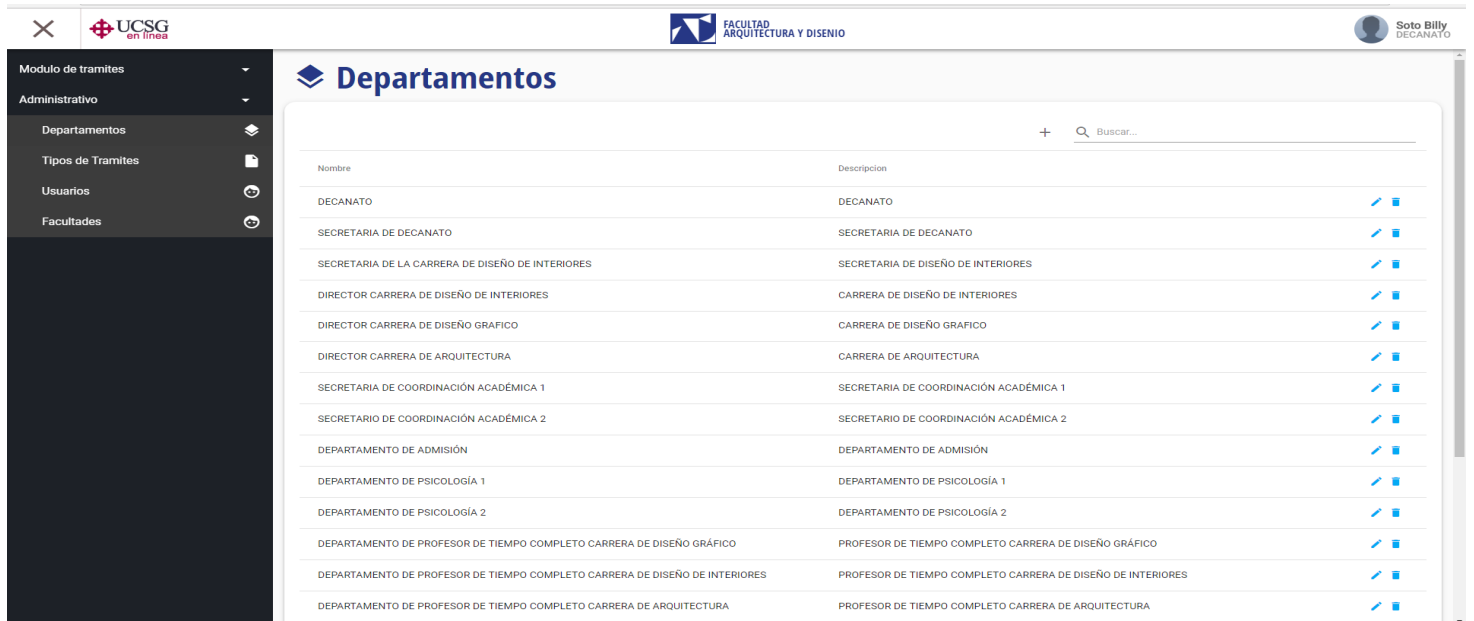 UCSG
en línea
FACULTAD
ARQUITECTURA Y DISENIO
Soto Billy
DECANATO
Modulo de tramites
Administrativo
Departamentos
Tipos de Tramites
Usuarios
Facultades
Departamentos
Buscar...
Nombre Descripcion
DECANATO DECANATO
SECRETARIA DE DECANATO SECRETARIA DE DECANATO
SECRETARIA DE LA CARRERA DE DISEÑO DE INTERIORES SECRETARIA DE DISEÑO DE INTERIORES
DIRECTOR CARRERA DE DISEÑO DE INTERIORES CARRERA DE DISEÑO DE INTERIORES
DIRECTOR CARRERA DE DISEÑO GRAFICO CARRERA DE DISEÑO GRAFICO
DIRECTOR CARRERA DE ARQUITECTURA CARRERA DE ARQUITECTURA
SECRETARIA DE COORDINACIÓN ACADÉMICA 1 SECRETARIA DE COORDINACIÓN ACADÉMICA 1
SECRETARIO DE COORDINACIÓN ACADÉMICA 2 SECRETARIO DE COORDINACIÓN ACADÉMICA 2
DEPARTAMENTO DE ADMISIÓN DEPARTAMENTO DE ADMISIÓN
DEPARTAMENTO DE PSICOLOGÍA 1 DEPARTAMENTO DE PSICOLOGÍA 1
DEPARTAMENTO DE PSICOLOGÍA 2 DEPARTAMENTO DE PSICOLOGÍA 2
DEPARTAMENTO DE PROFESOR DE TIEMPO COMPLETO CARRERA DE DISEÑO GRÁFICO PROFESOR DE TIEMPO COMPLETO CARRERA DE DISEÑO GRÁFICO
DEPARTAMENTO DE PROFESOR DE TIEMPO COMPLETO CARRERA DE DISEÑO DE INTERIORES PROFESOR DE TIEMPO COMPLETO CARRERA DE DISEÑO DE INTERIORES
DEPARTAMENTO DE PROFESOR DE TIEMPO COMPLETO CARRERA DE ARQUITECTURA PROFESOR DE TIEMPO COMPLETO CARRERA DE ARQUITECTURA